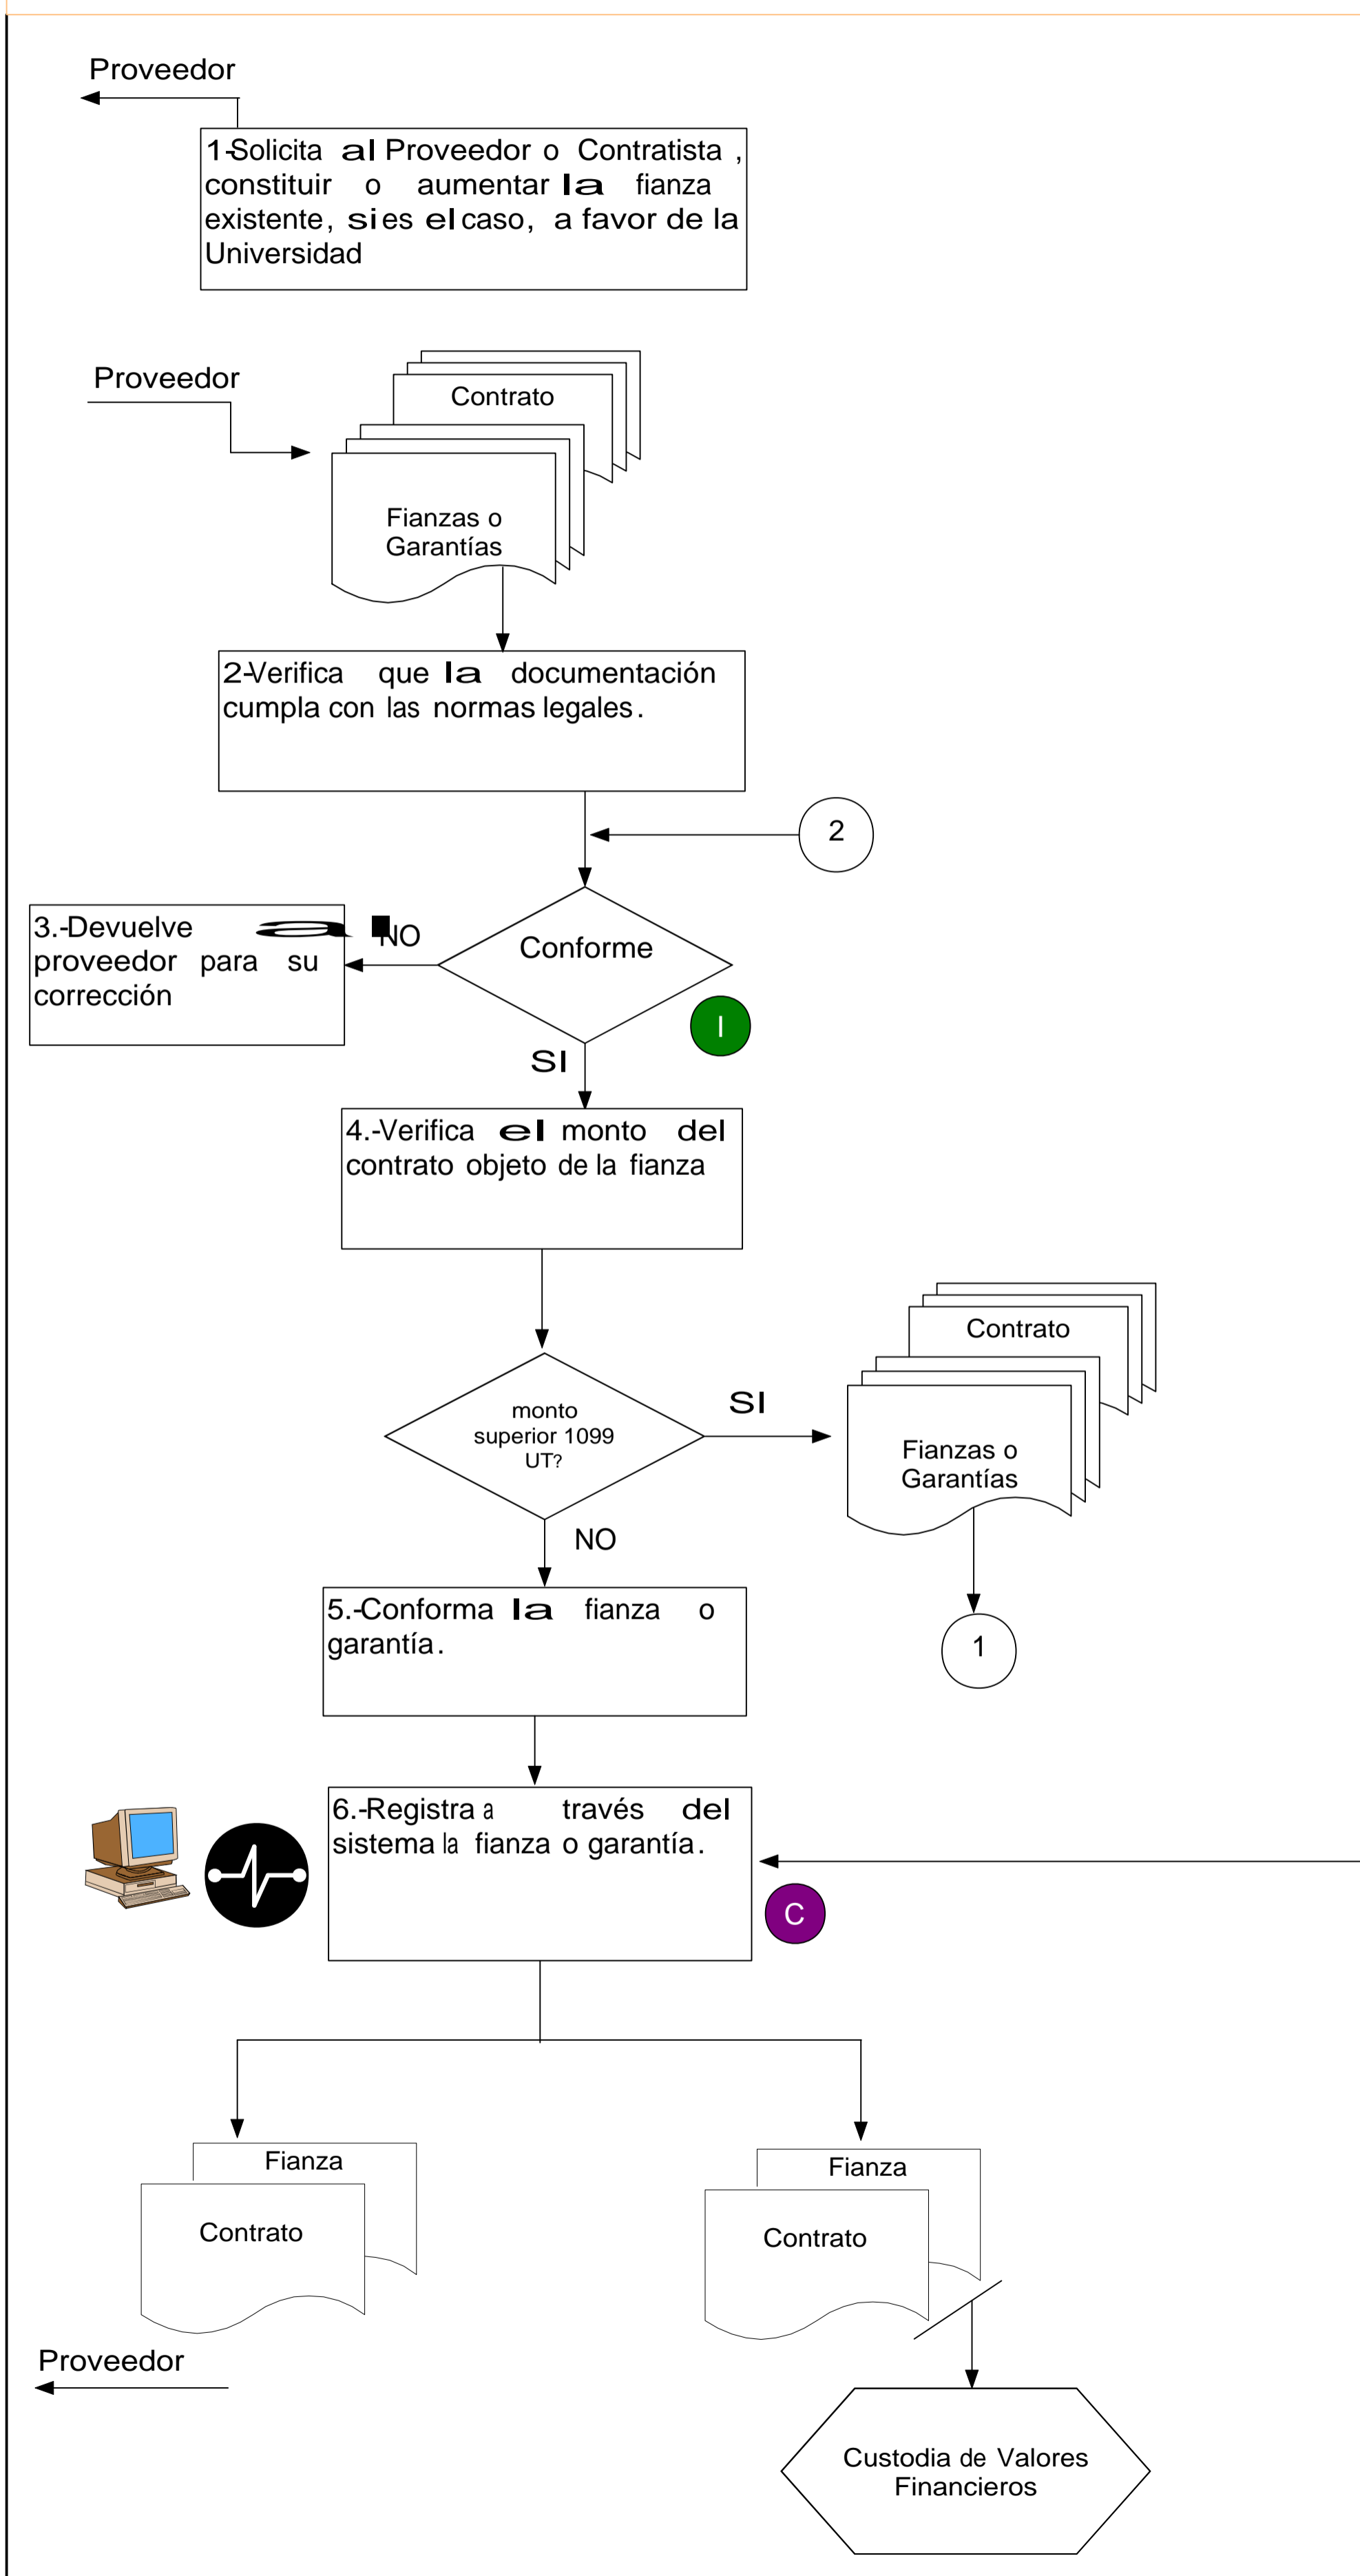 Proveedor
1-Solicita al Proveedor o Contratista ,
constituir o aumentar la fianza
existente, si es el caso, a favor de la
Universidad
Proveedor
Contrato
Fianzas o
Garantías
2-Verifica que la documentación
cumpla con las normas legales.
2
3.-Devuelve
proveedor para su
corrección
NO
Conforme
I
SI
4.-Verifica el monto del
contrato objeto de la fianza
Contrato
Fianzas o
Garantías
monto
superior 1099
UT?
SI
NO
5.-Conforma la fianza o
garantía.
1
6.-Registra a través del
sistema la fianza o garantía.
C
Fianza
Contrato
Fianza
Contrato
Proveedor
Custodia de Valores
Financieros